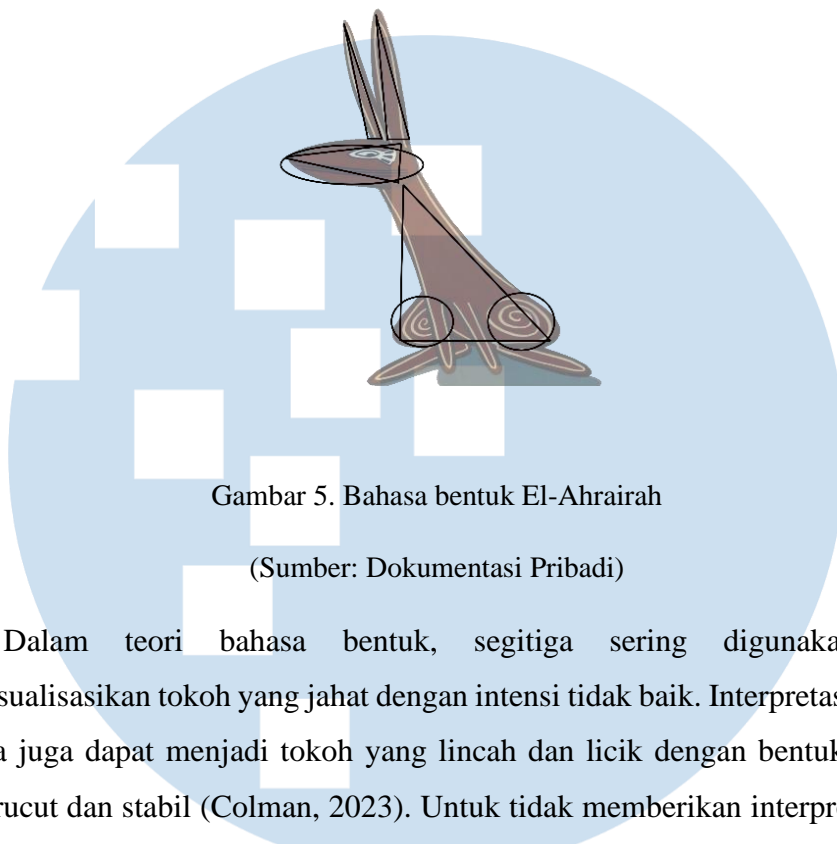 Gambar 5. Bahasa bentuk El-Ahrairah
(Sumber: Dokumentasi Pribadi)
Dalam teori bahasa bentuk, segitiga sering digunaka
sualisasikan tokoh yang jahat dengan intensi tidak baik. Interpretas
a juga dapat menjadi tokoh yang lincah dan licik dengan bentuk
rucut dan stabil (Colman, 2023). Untuk tidak memberikan interpre